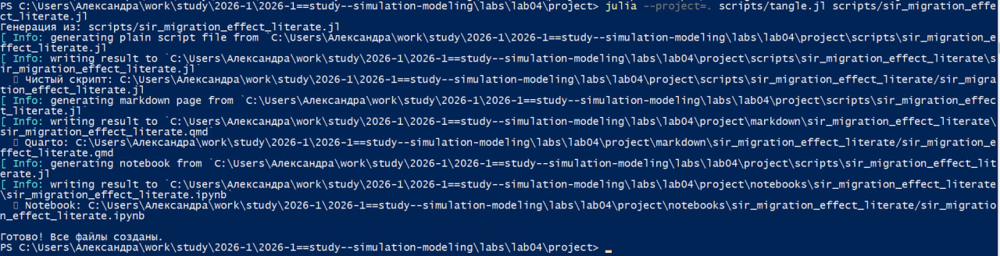 PS C:\Users\Александра\work\study\2026-1\2026-1==study--simulation-modeling\labs\lab04\project> julia --project=. scripts/tangle.jl scripts/sir_migration_effe
ct_literate.jl
Генерация из: scripts/sir_migration_effect_literate.jl
[ Info: generating plain script file from `C:\Users\Александра\work\study\2026-1\2026-1==study--simulation-modeling\labs\lab04\project\scripts\sir_migration_e
ffect_literate.jl`
[ Info: writing result to `C:\Users\Александра\work\study\2026-1\2026-1==study--simulation-modeling\labs\lab04\project\scripts\sir_migration_effect_literate\s
ir_migration_effect_literate.jl`
Чистый скрипт: C:\Users\Александра\work\study\2026-1\2026-1==study--simulation-modeling\labs\lab04\project\scripts\sir_migration_effect_literate/sir_migra
tion_effect_literate.jl
[ Info: generating markdown page from `C:\Users\Александра\work\study\2026-1\2026-1==study--simulation-modeling\labs\lab04\project\scripts\sir_migration_effec
t_literate.jl`
[ Info: writing result to `C:\Users\Александра\work\study\2026-1\2026-1==study--simulation-modeling\labs\lab04\project\markdown\sir_migration_effect_literate\
sir_migration_effect_literate.qmd`
Quarto: C:\Users\Александра\work\study\2026-1\2026-1==study--simulation-modeling\labs\lab04\project\markdown\sir_migration_effect_literate/sir_migration_e
ffect_literate.qmd
[ Info: generating notebook from `C:\Users\Александра\work\study\2026-1\2026-1==study--simulation-modeling\labs\lab04\project\scripts\sir_migration_effect_lit
erate.jl`
[ Info: writing result to `C:\Users\Александра\work\study\2026-1\2026-1==study--simulation-modeling\labs\lab04\project\notebooks\sir_migration_effect_literate
\sir_migration_effect_literate.ipynb`
Notebook: C:\Users\Александра\work\study\2026-1\2026-1==study--simulation-modeling\labs\lab04\project\notebooks\sir_migration_effect_literate/sir_migratio
n_effect_literate.ipynb
Готово! Все файлы созданы.
PS C:\Users\Александра\work\study\2026-1\2026-1==study--simulation-modeling\labs\lab04\project>